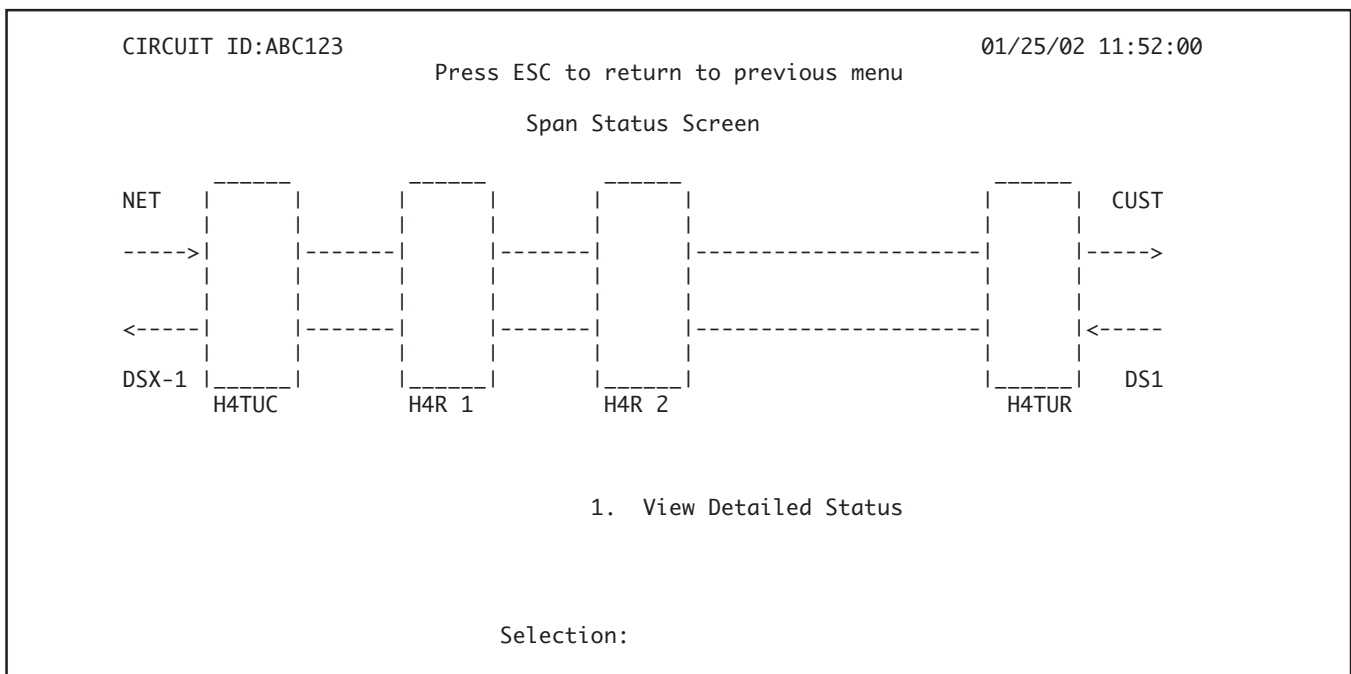 CIRCUIT ID:ABC123 01/25/02 11:52:00
Press ESC to return to previous menu
Span Status Screen
NET CUST
DSX-1 DS1
H4TUC H4R 1 H4R 2 H4TUR
1. View Detailed Status
Selection: